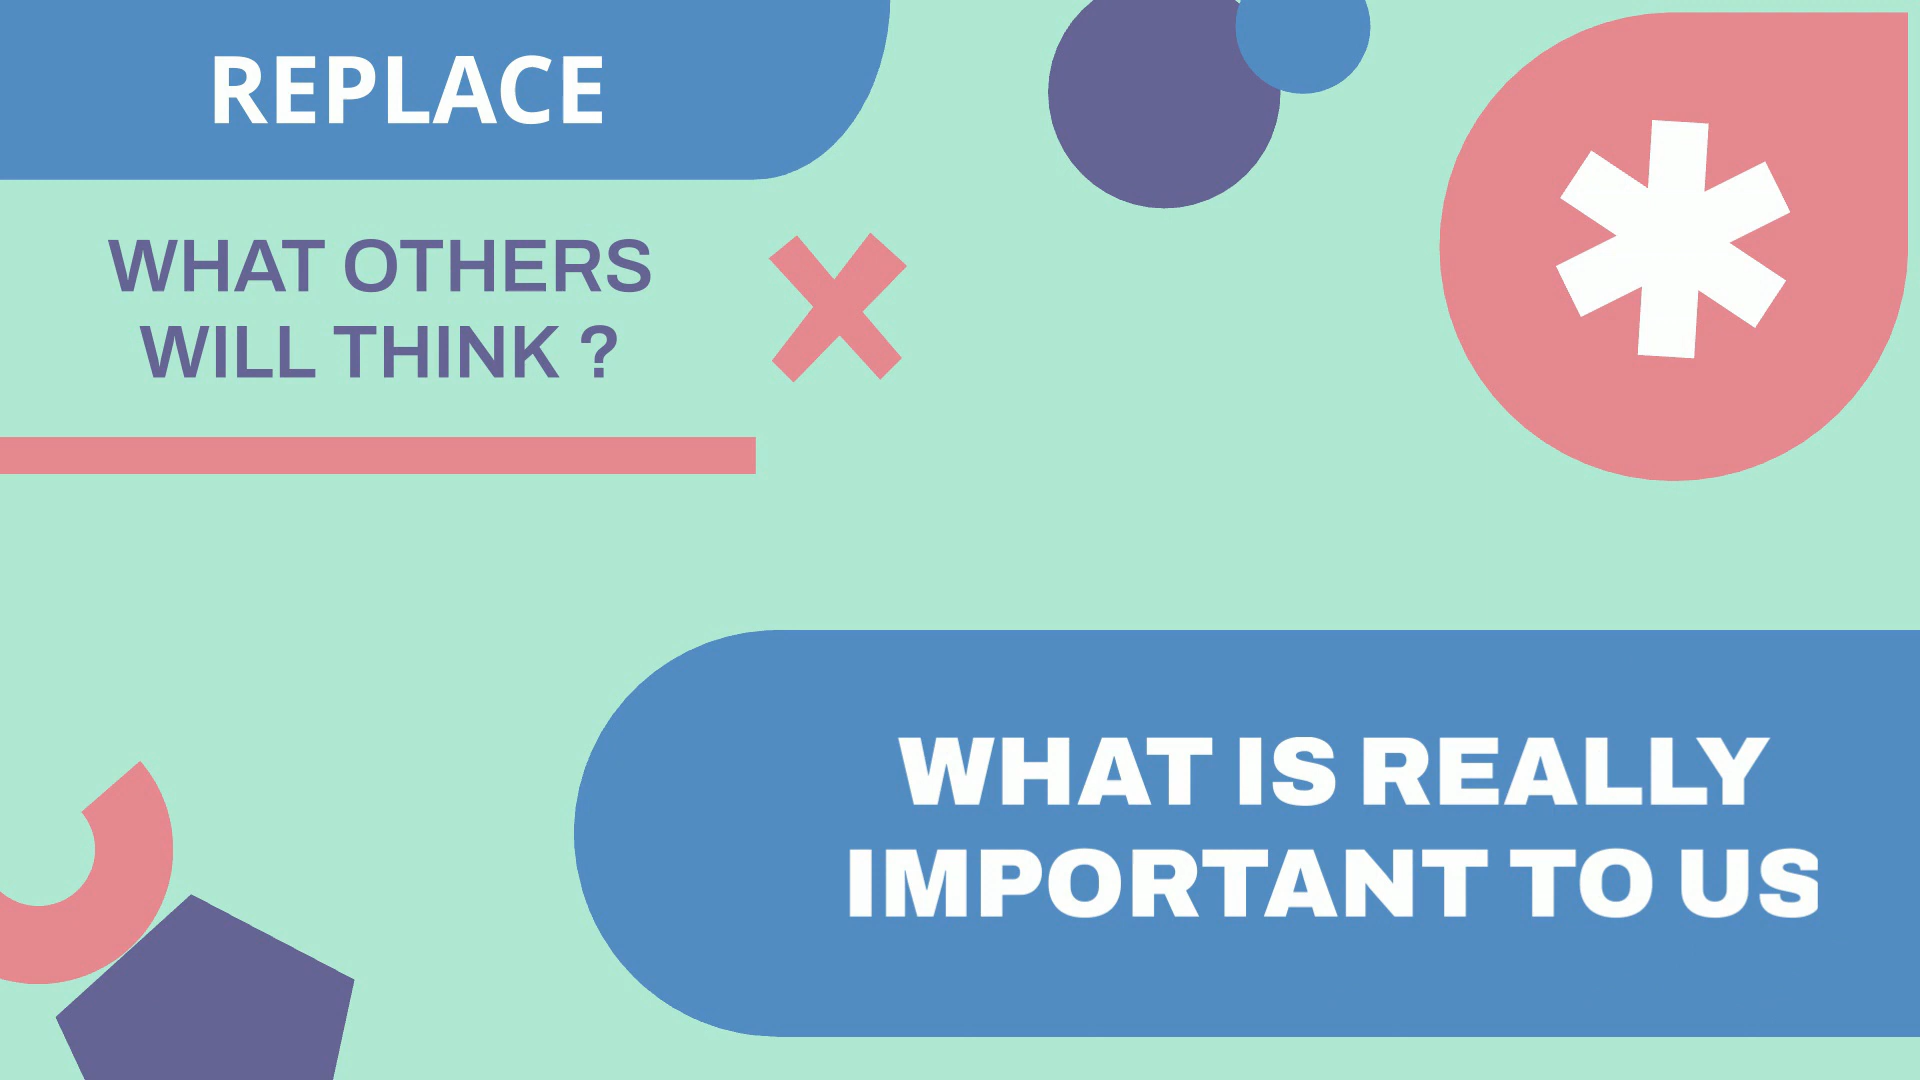 REPLACE
WHAT OTHERS
WILL THINK ?
WHAT IS REALLY
IMPORTANT TO US